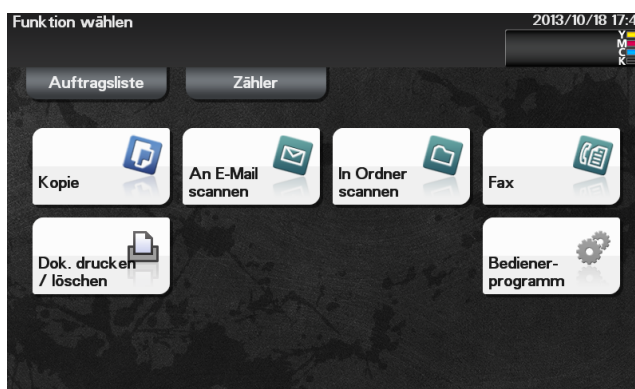 Funktion wählen
2013/10/18 17:4
Y
M
C
K
Auftragsliste
Zähler
Kopie
An E-Mail
scannen
In Ordner
scannen
Fax
Dok. drucken
/ löschen
Bediener-
programm